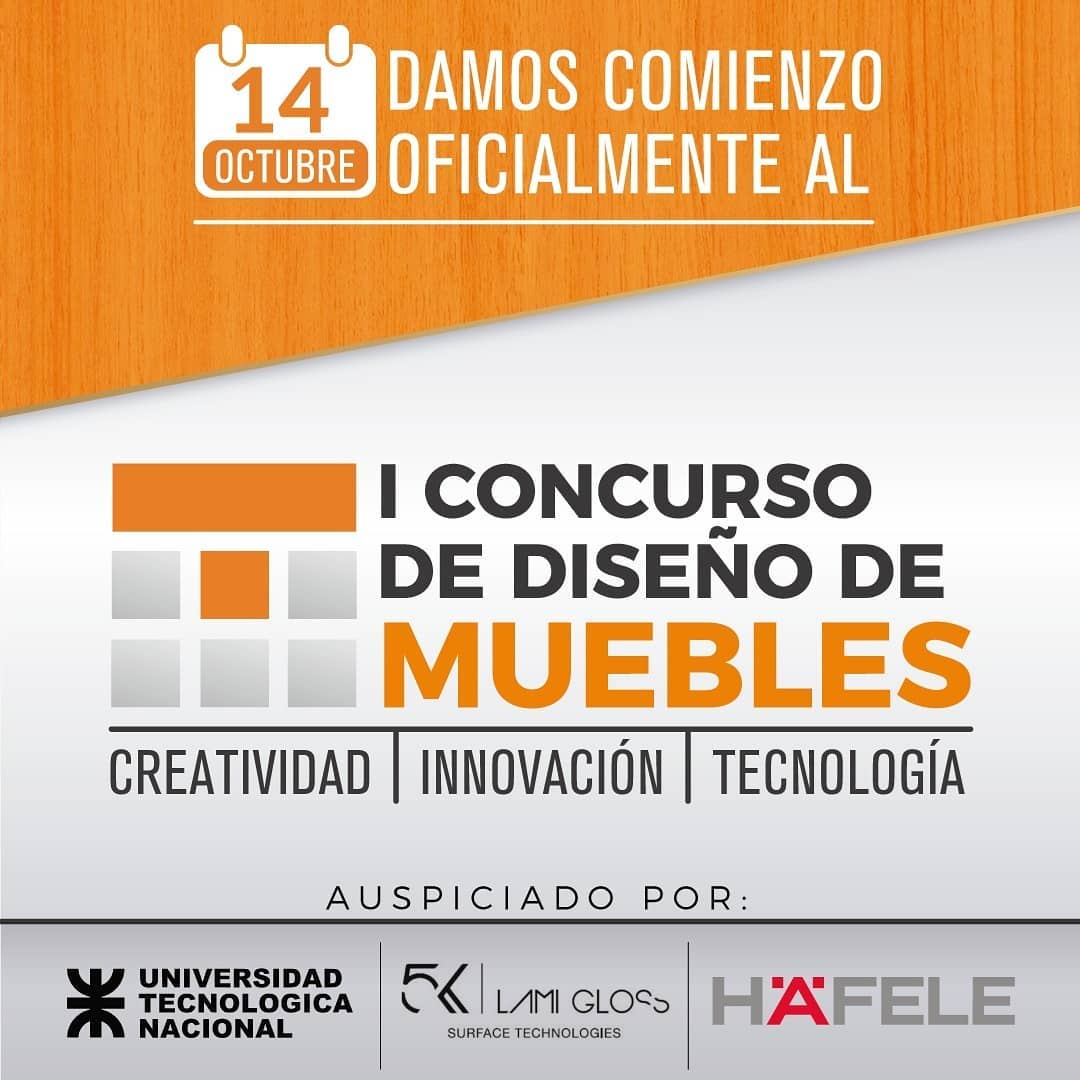 14
OCTUBRE
DAMOS COMIENZO
OFICIALMENTE AL
I CONCURSO
DE DISEÑO DE
MUEBLES
CREATIVIDAD | INNOVACIÓN | TECNOLOGÍA
AUSPICIADO POR:
UNIVERSIDAD
TECNOLOGICA
NACIONAL
5K | LAMI GLOSS
SURFACE TECHNOLOGIES
HÄFELE